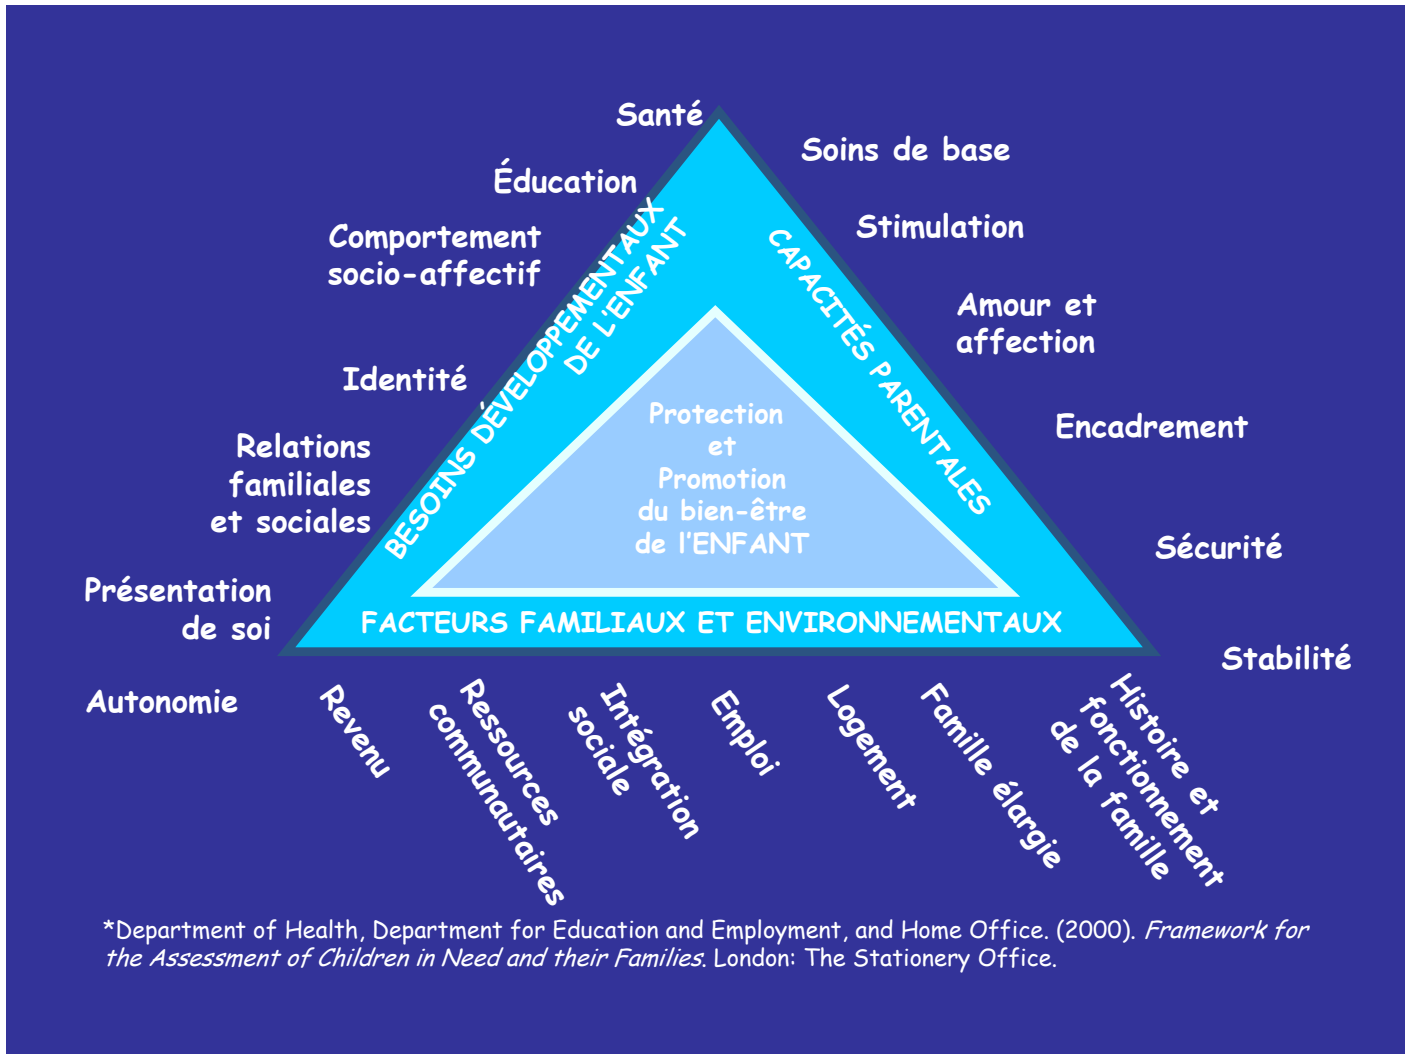 Santé
Éducation
Comportement
socio-affectif
Identité
Relations
familiales
et sociales
Présentation
de soi
Autonomie
BESOINS DÉVELOPPEMENTAUX
DE L'ENFANT
Soins de base
Stimulation
Amour et
affection
Encadrement
Sécurité
Stabilité
CAPACITÉS PARENTALES
Protection
et
Promotion
du bien-être
de l'ENFANT
FACTEURS FAMILIAUX ET ENVIRONNEMENTAUX
Revenu
Ressources
communautaires
Intégration
sociale
Emploi
Logement
Famille élargie
Histoire et
fonctionnement
de la famille
*Department of Health, Department for Education and Employment, and Home Office. (2000). Framework for
the Assessment of Children in Need and their Families. London: The Stationery Office.